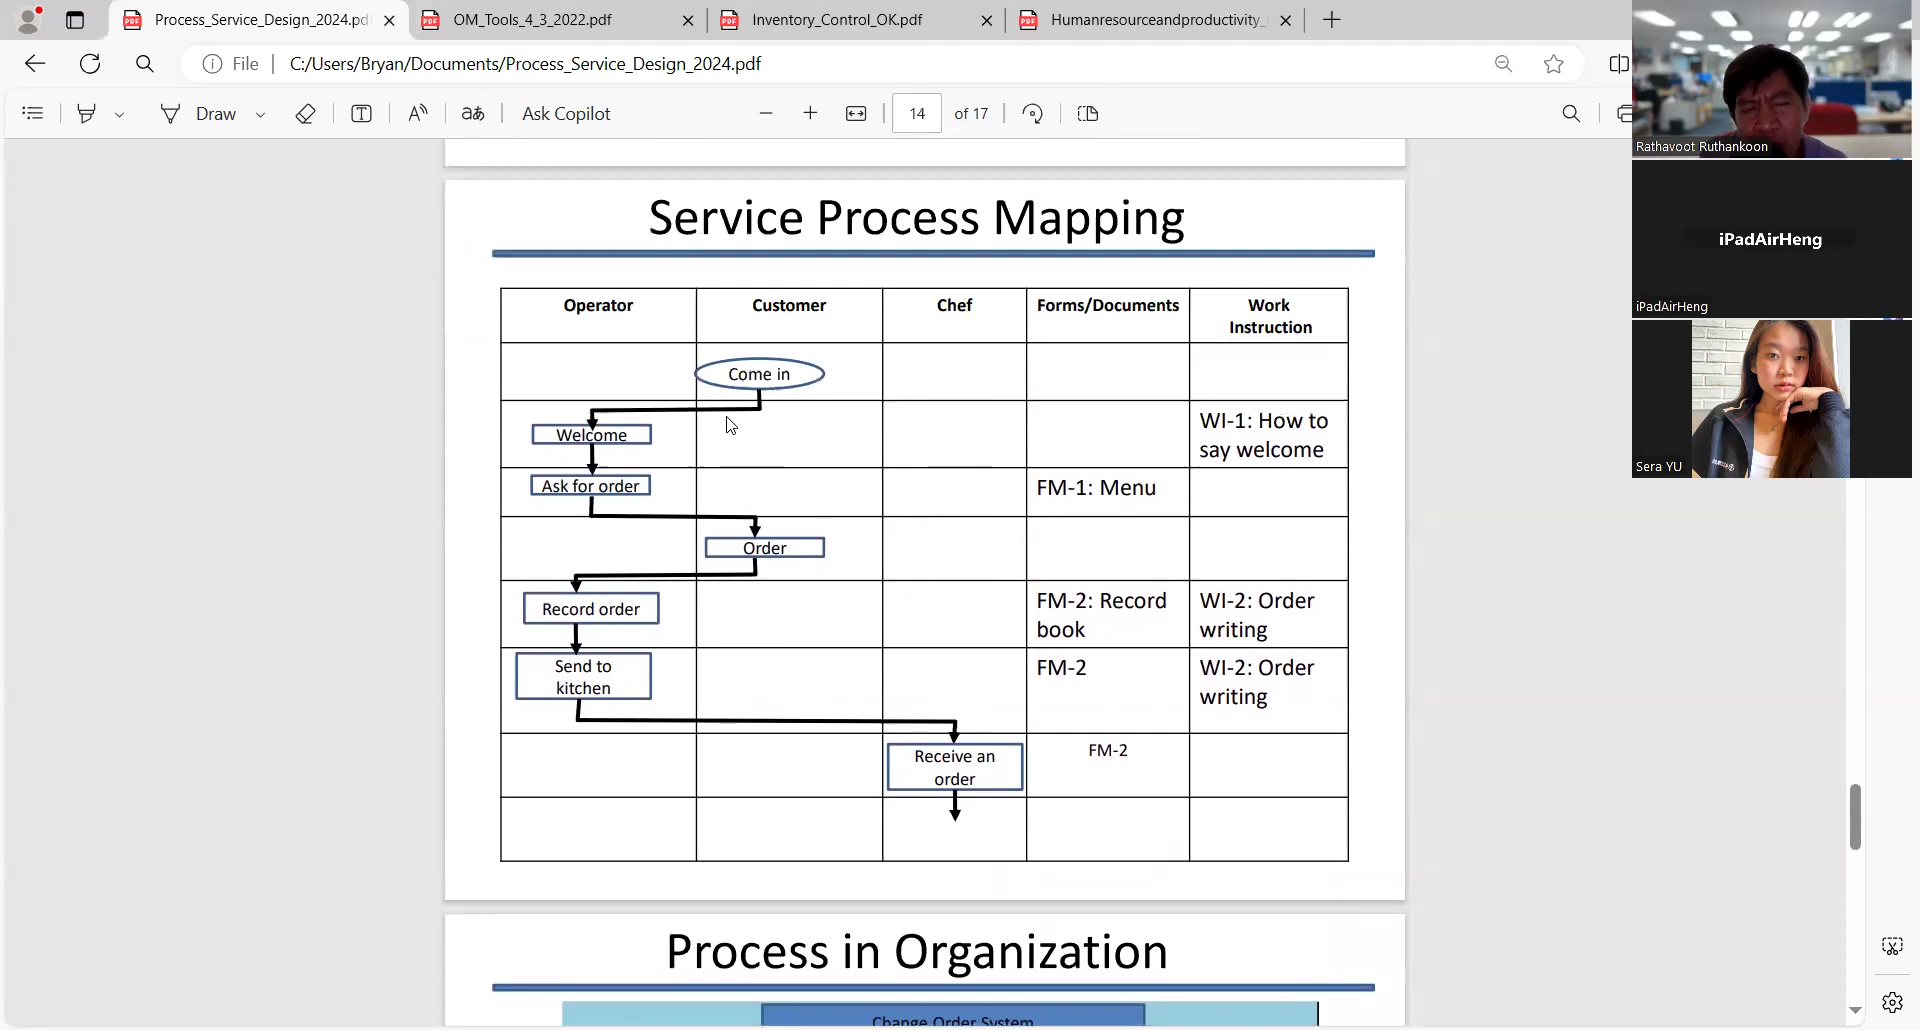 Process_Service_Design_2024.pdf
OM_Tools_4_3_2022.pdf
Inventory_Control_OK.pdf
Humanresourceandproductivity_
File
C:/Users/Bryan/Documents/Process_Service_Design_2024.pdf
Draw
aあ
Ask Copilot
14
of 17
Rathavoot Ruthankoon
iPadAirHeng
iPadAirHeng
Sera YU
Service Process Mapping
Operator Customer Chef Forms/Documents Work
Instruction
Come in
Welcome
WI-1: How to
say welcome
Ask for order
FM-1: Menu
Order
Record order
FM-2: Record
book
WI-2: Order
writing
Send to
kitchen
FM-2
WI-2: Order
writing
Receive an
order
FM-2
Process in Organization
Change Order System